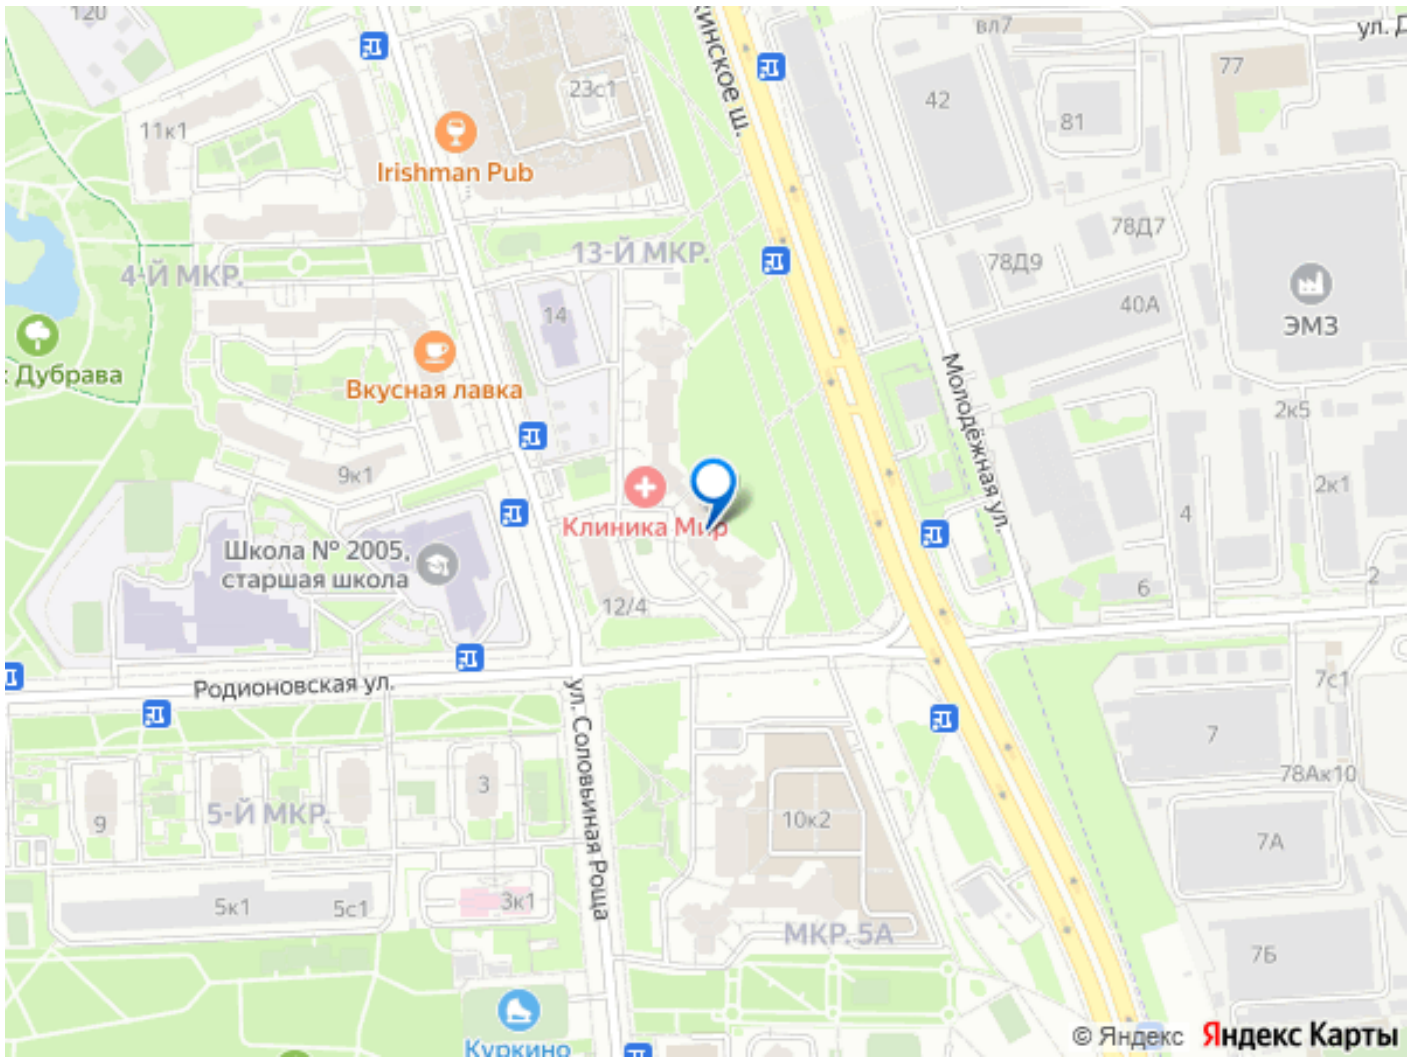 120
23с1
кинское ш.
вл7
ул. Д
77
42
81
11к1
Irishman Pub
13-Й МКР.
78Д7
78Д9
4-Й МКР.
14
40А
ЭМЗ
Дубрава
Вкусная лавка
Молодёжная ул.
2к5
9к1
2к1
4
Клиника Мир
Школа № 2005,
старшая школа
12/4
6
2
Родионовская ул.
ул. Соловьиная Роща
7с1
7
78Ак10
3
5-Й МКР.
9
10к2
7А
5к1
5с1
3к1
МКР. 5А
7Б
Куркино
© Яндекс Яндекс Карты